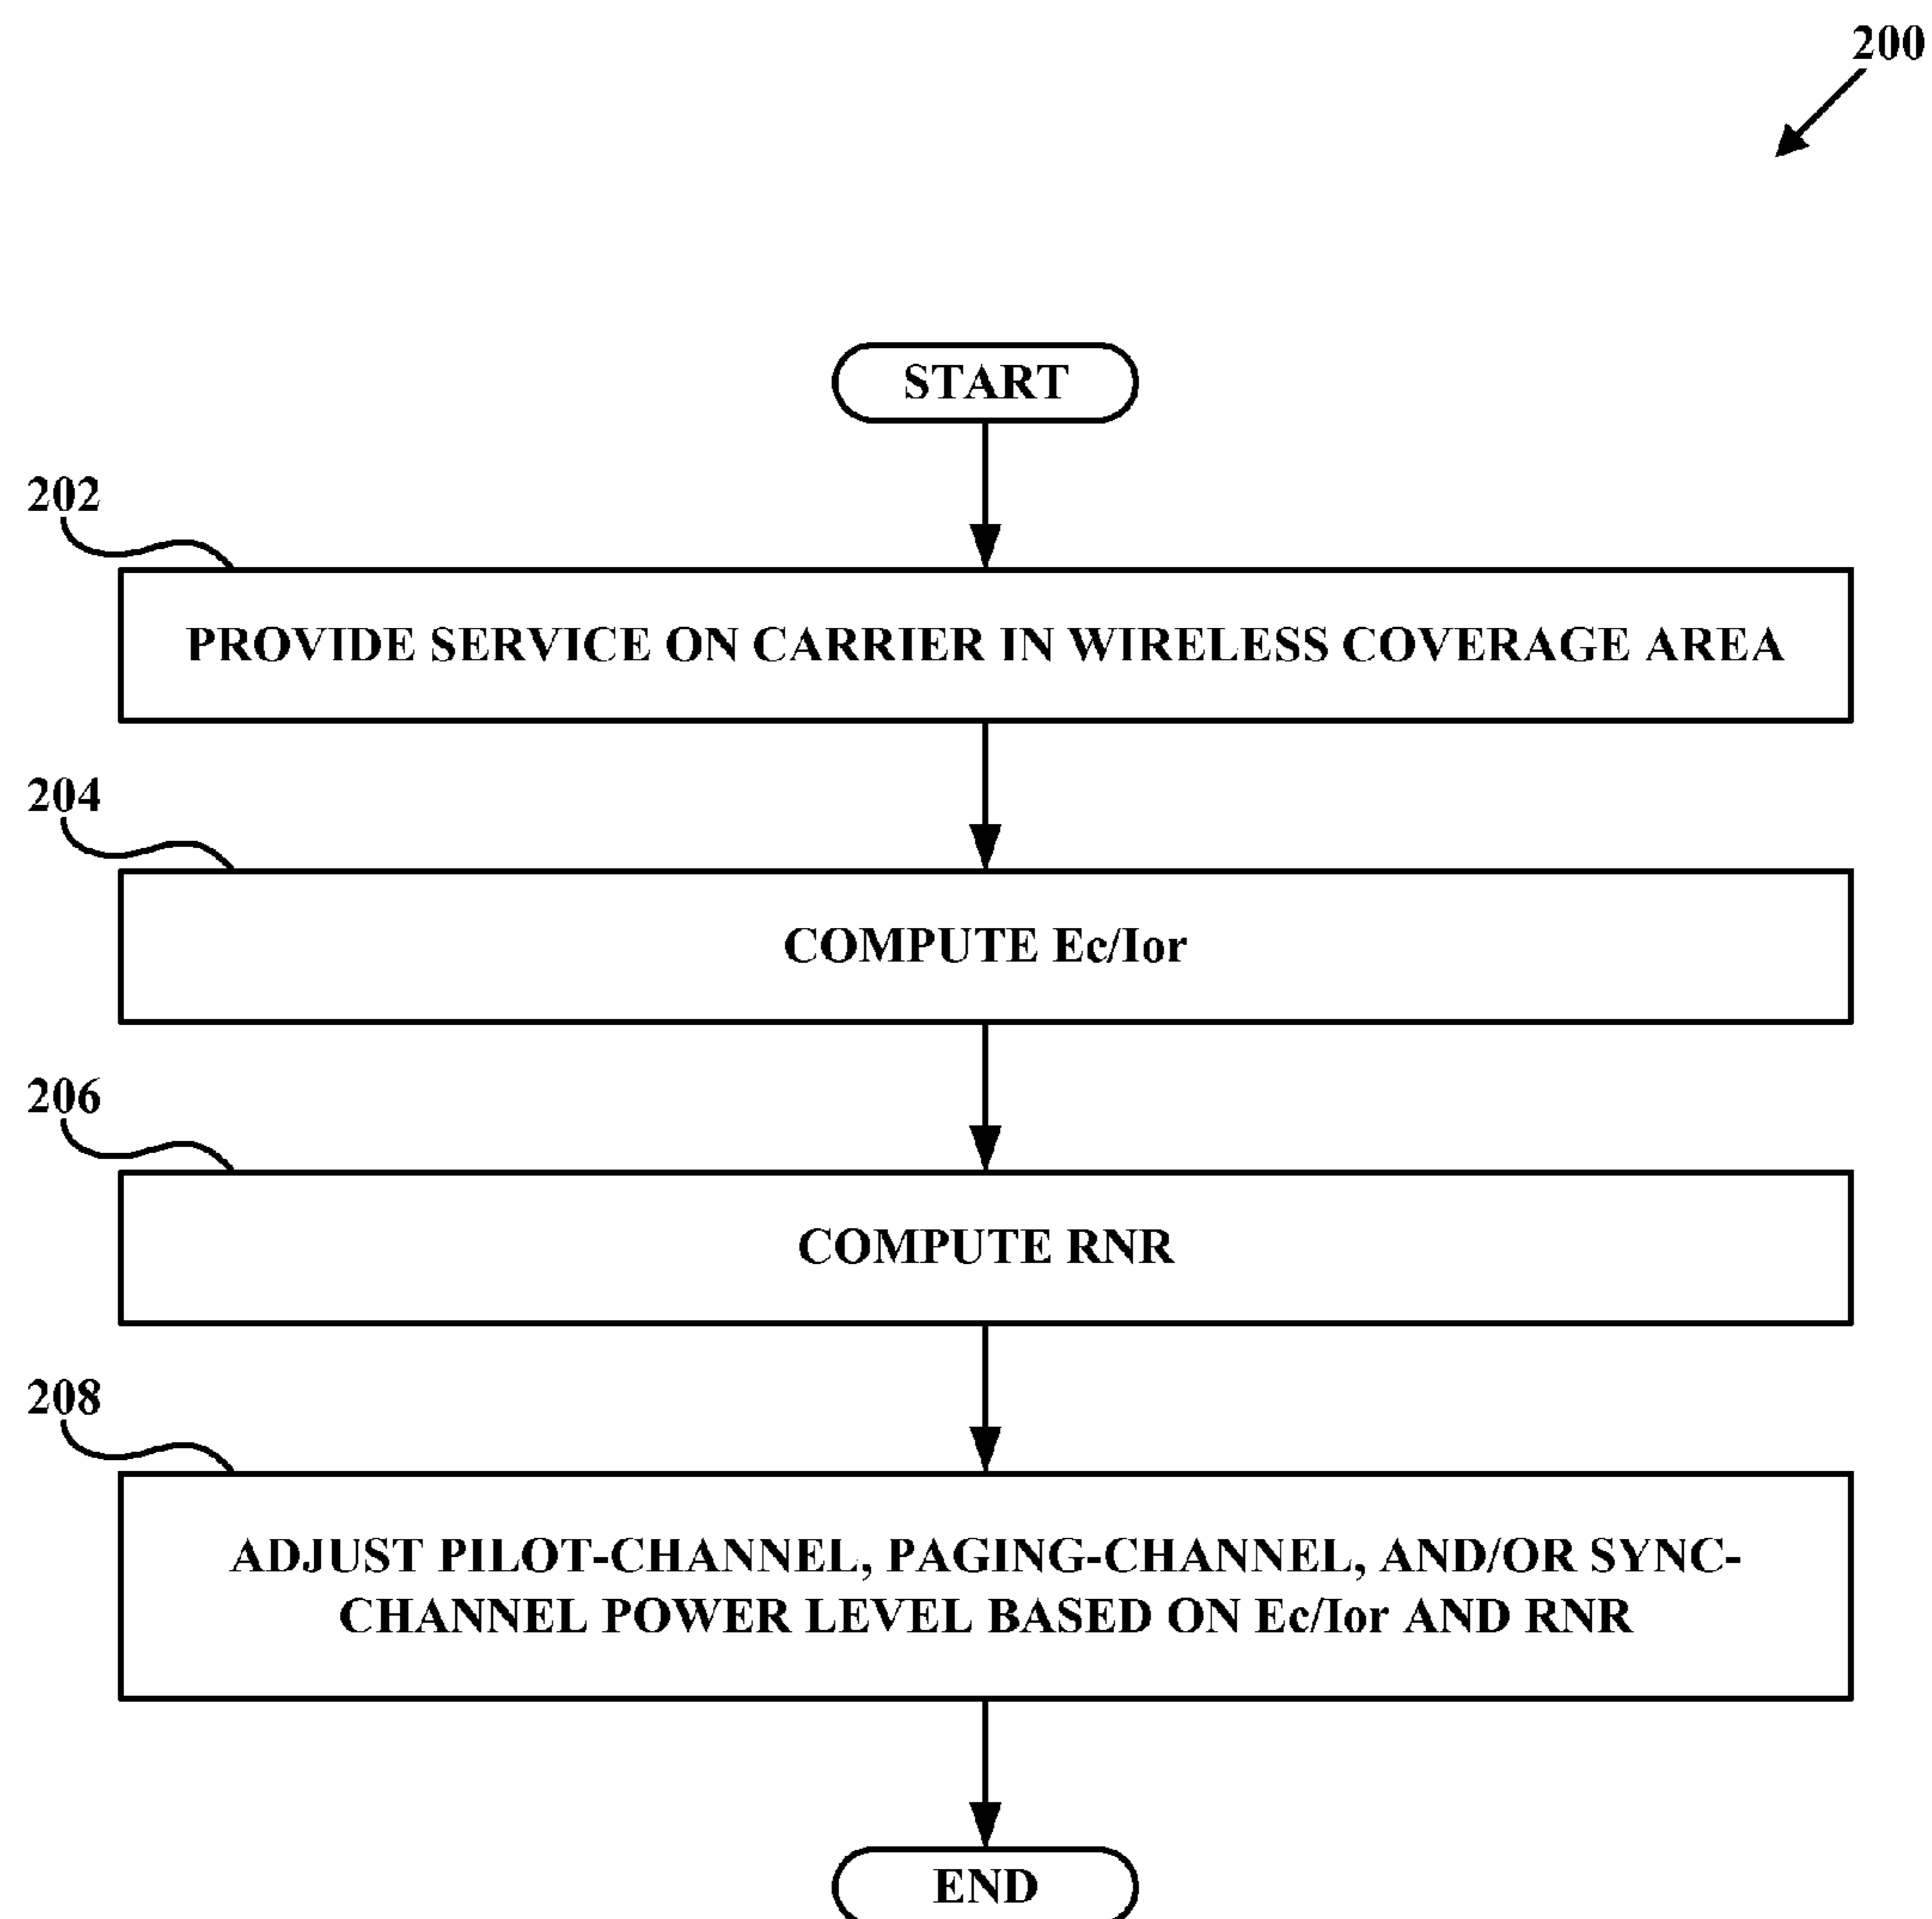 200
START
202
PROVIDE SERVICE ON CARRIER IN WIRELESS COVERAGE AREA
204
COMPUTE Ec/Ior
206
COMPUTE RNR
208
ADJUST PILOT-CHANNEL, PAGING-CHANNEL, AND/OR SYNC-
CHANNEL POWER LEVEL BASED ON Ec/Ior AND RNR
END